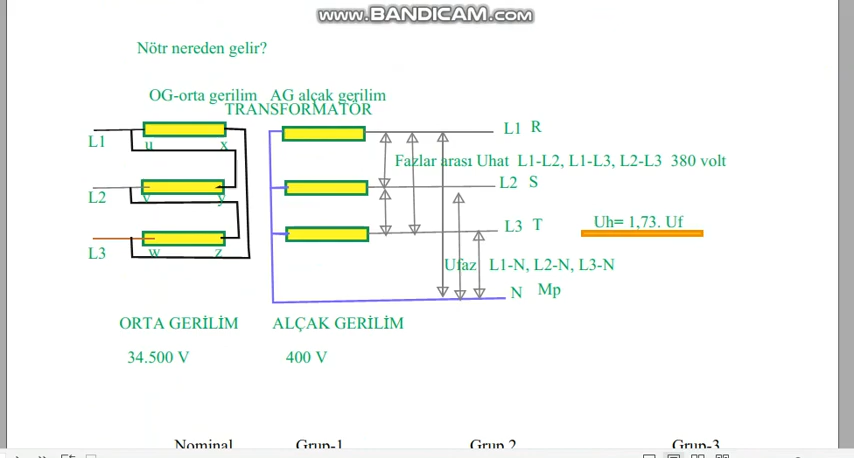 www.BANDICAM.com
Nötr nereden gelir?
OG-orta gerilim AG alçak gerilim
TRANSFORMATÖR
L1 u x L1 R
Fazlar arası Uhat L1-L2, L1-L3, L2-L3 380 volt
L2 v y L2 S
L3 T Uh= 1,73. Uf
L3 w z
Ufaz L1-N, L2-N, L3-N
N Mp
ORTA GERİLİM ALÇAK GERİLİM
34.500 V 400 V
Nominal Grup-1 Grup 2 Grup-3